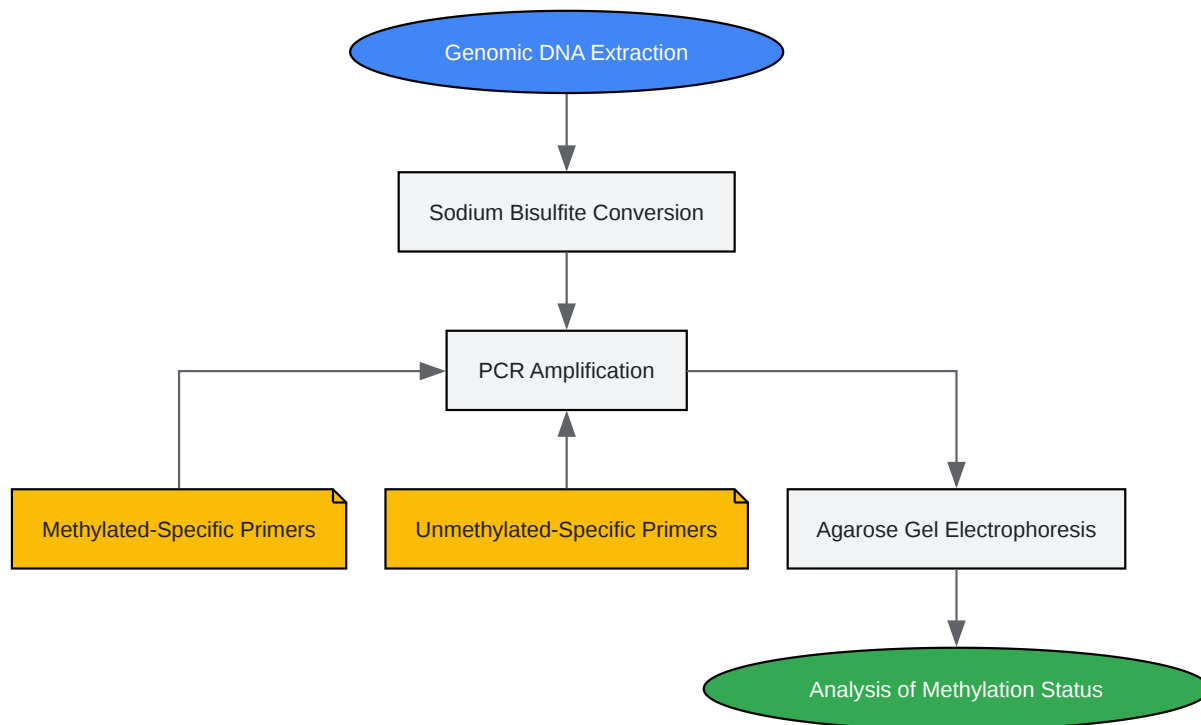 Genomic DNA Extraction
Sodium Bisulfite Conversion
PCR Amplification
Methylated-Specific Primers
Unmethylated-Specific Primers
Agarose Gel Electrophoresis
Analysis of Methylation Status